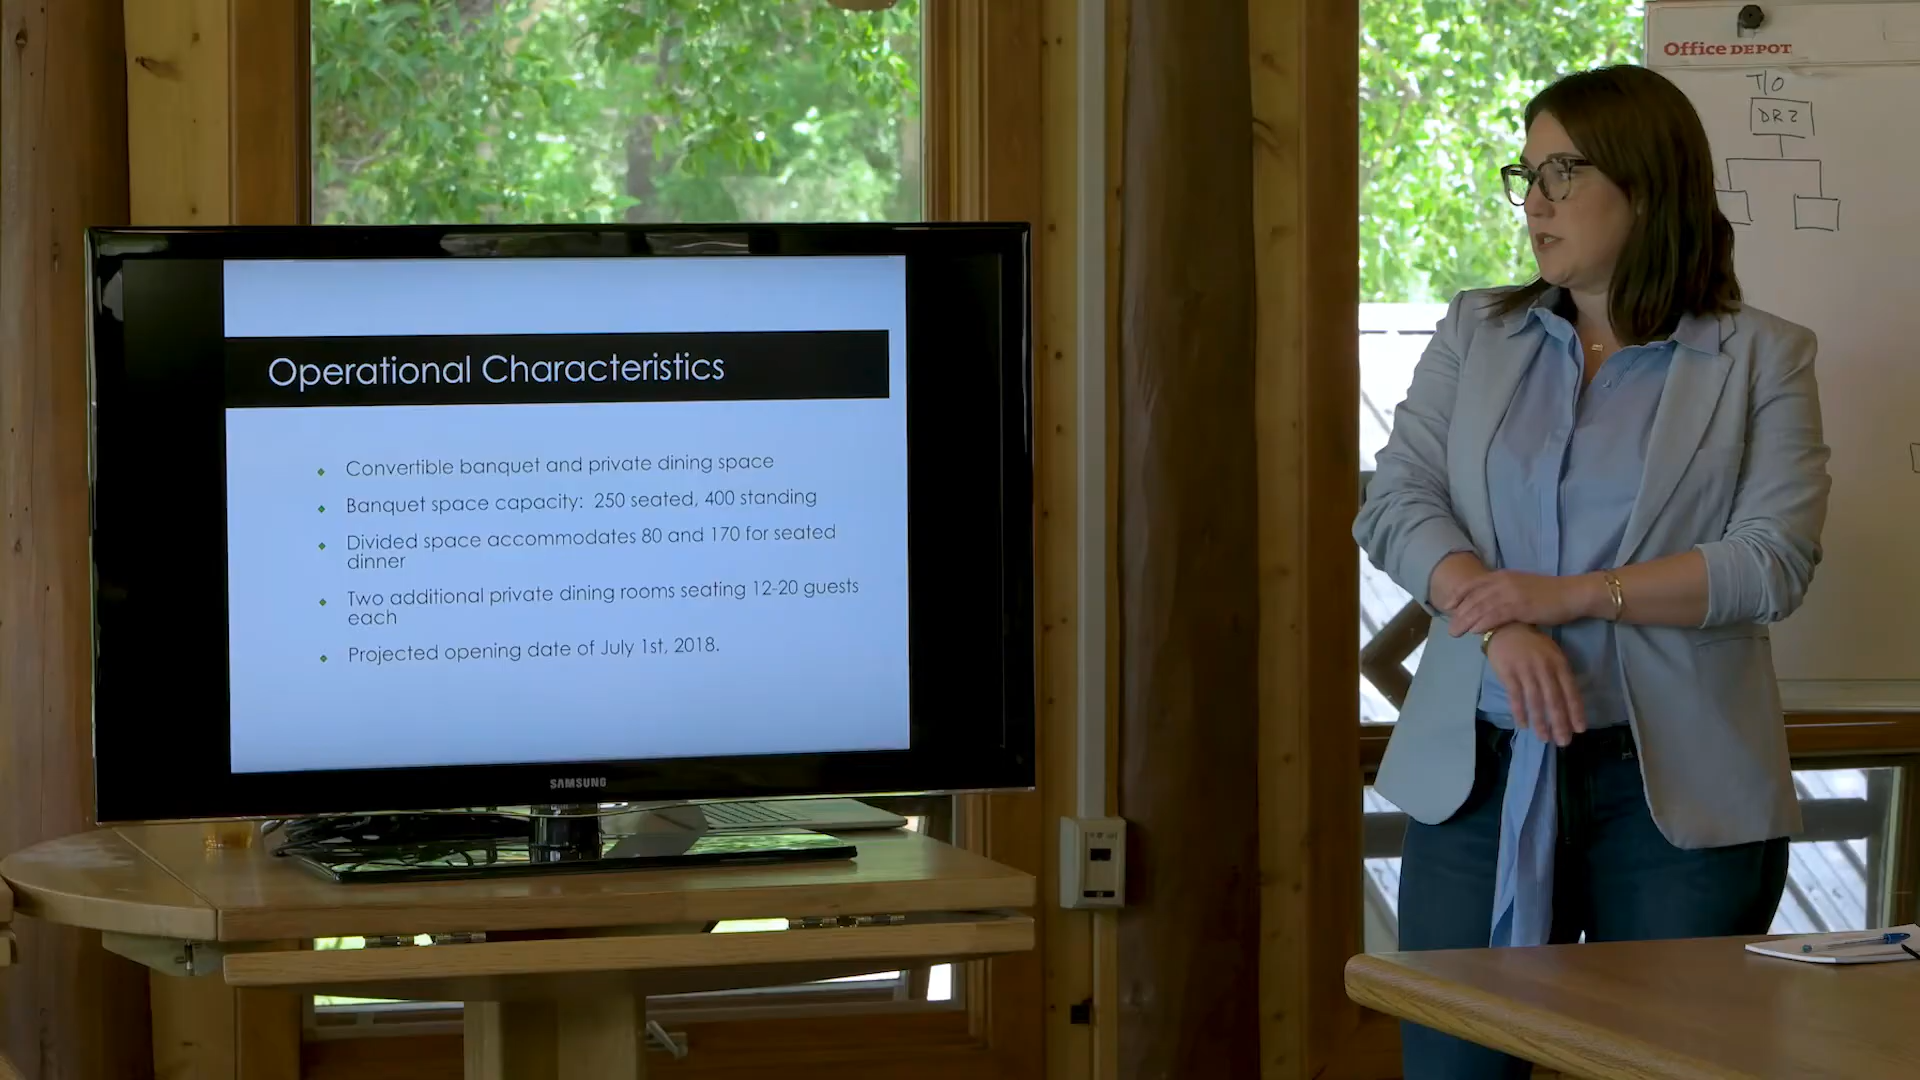 Office DEPOT
T/O
DR 2
Operational Characteristics
Convertible banquet and private dining space
Banquet space capacity: 250 seated, 400 standing
Divided space accommodates 80 and 170 for seated
dinner
Two additional private dining rooms seating 12-20 guests
each
Projected opening date of July 1st, 2018.
SAMSUNG